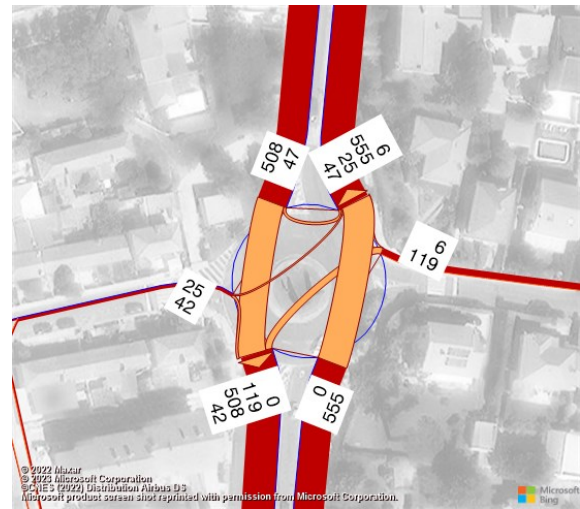 508
47
6
555
25
47
6
119
25
42
0
119
508
42
0
555
© 2022 Maxar
© 2023 Microsoft Corporation
©CNES (2022) Distribution Airbus DS
Microsoft product screen shot reprinted with permission from Microsoft Corporation.
Microsoft
Bing